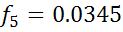 f₅ = 0.0345